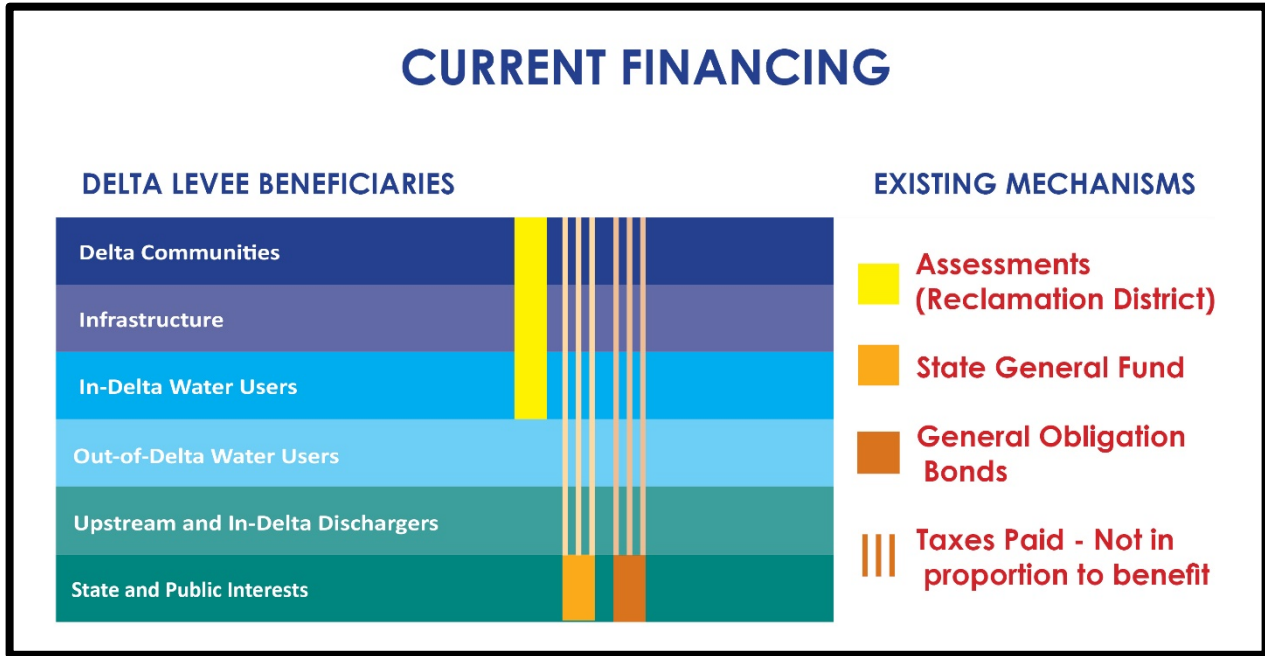 CURRENT FINANCING
DELTA LEVEE BENEFICIARIES
Delta Communities
Infrastructure
In-Delta Water Users
Out-of-Delta Water Users
Upstream and In-Delta Dischargers
State and Public Interests
EXISTING MECHANISMS
Assessments
(Reclamation District)
State General Fund
General Obligation
Bonds
Taxes Paid - Not in
proportion to benefit